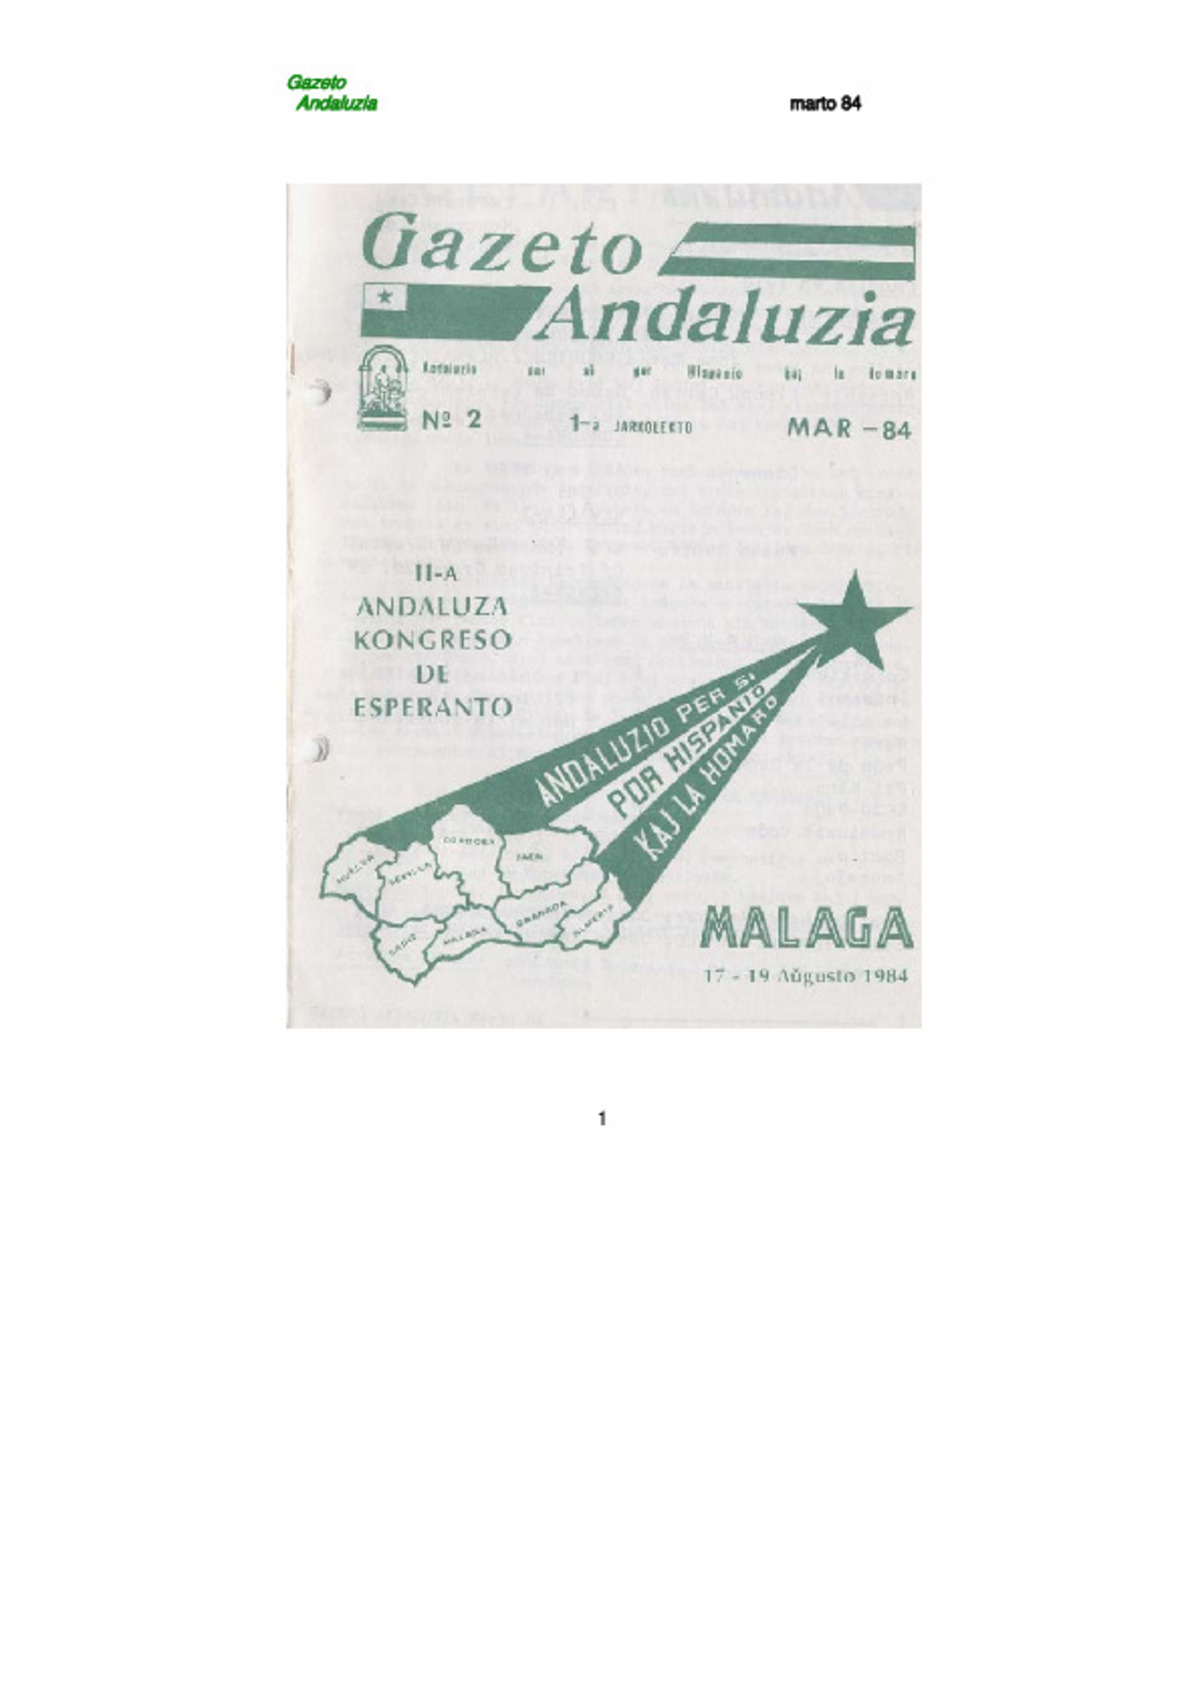 Gazeto
Andaluzia
marto 84
Gazeto
Andaluzia
Andaluzio per si por Hispanio kaj la homaro
Nº 2 1-a JARKOLEKTO MAR - 84
II-A
ANDALUZA
KONGRESO
DE
ESPERANTO
ANDALUZIO PER SI
POR HISPANIO
KAJ LA HOMARO
HUELVA
SEVILLA
CORDOBA
JAEN
CADIZ
MALAGA
GRANADA
ALMERIA
MALAGA
17 - 19 Aŭgusto 1984
1